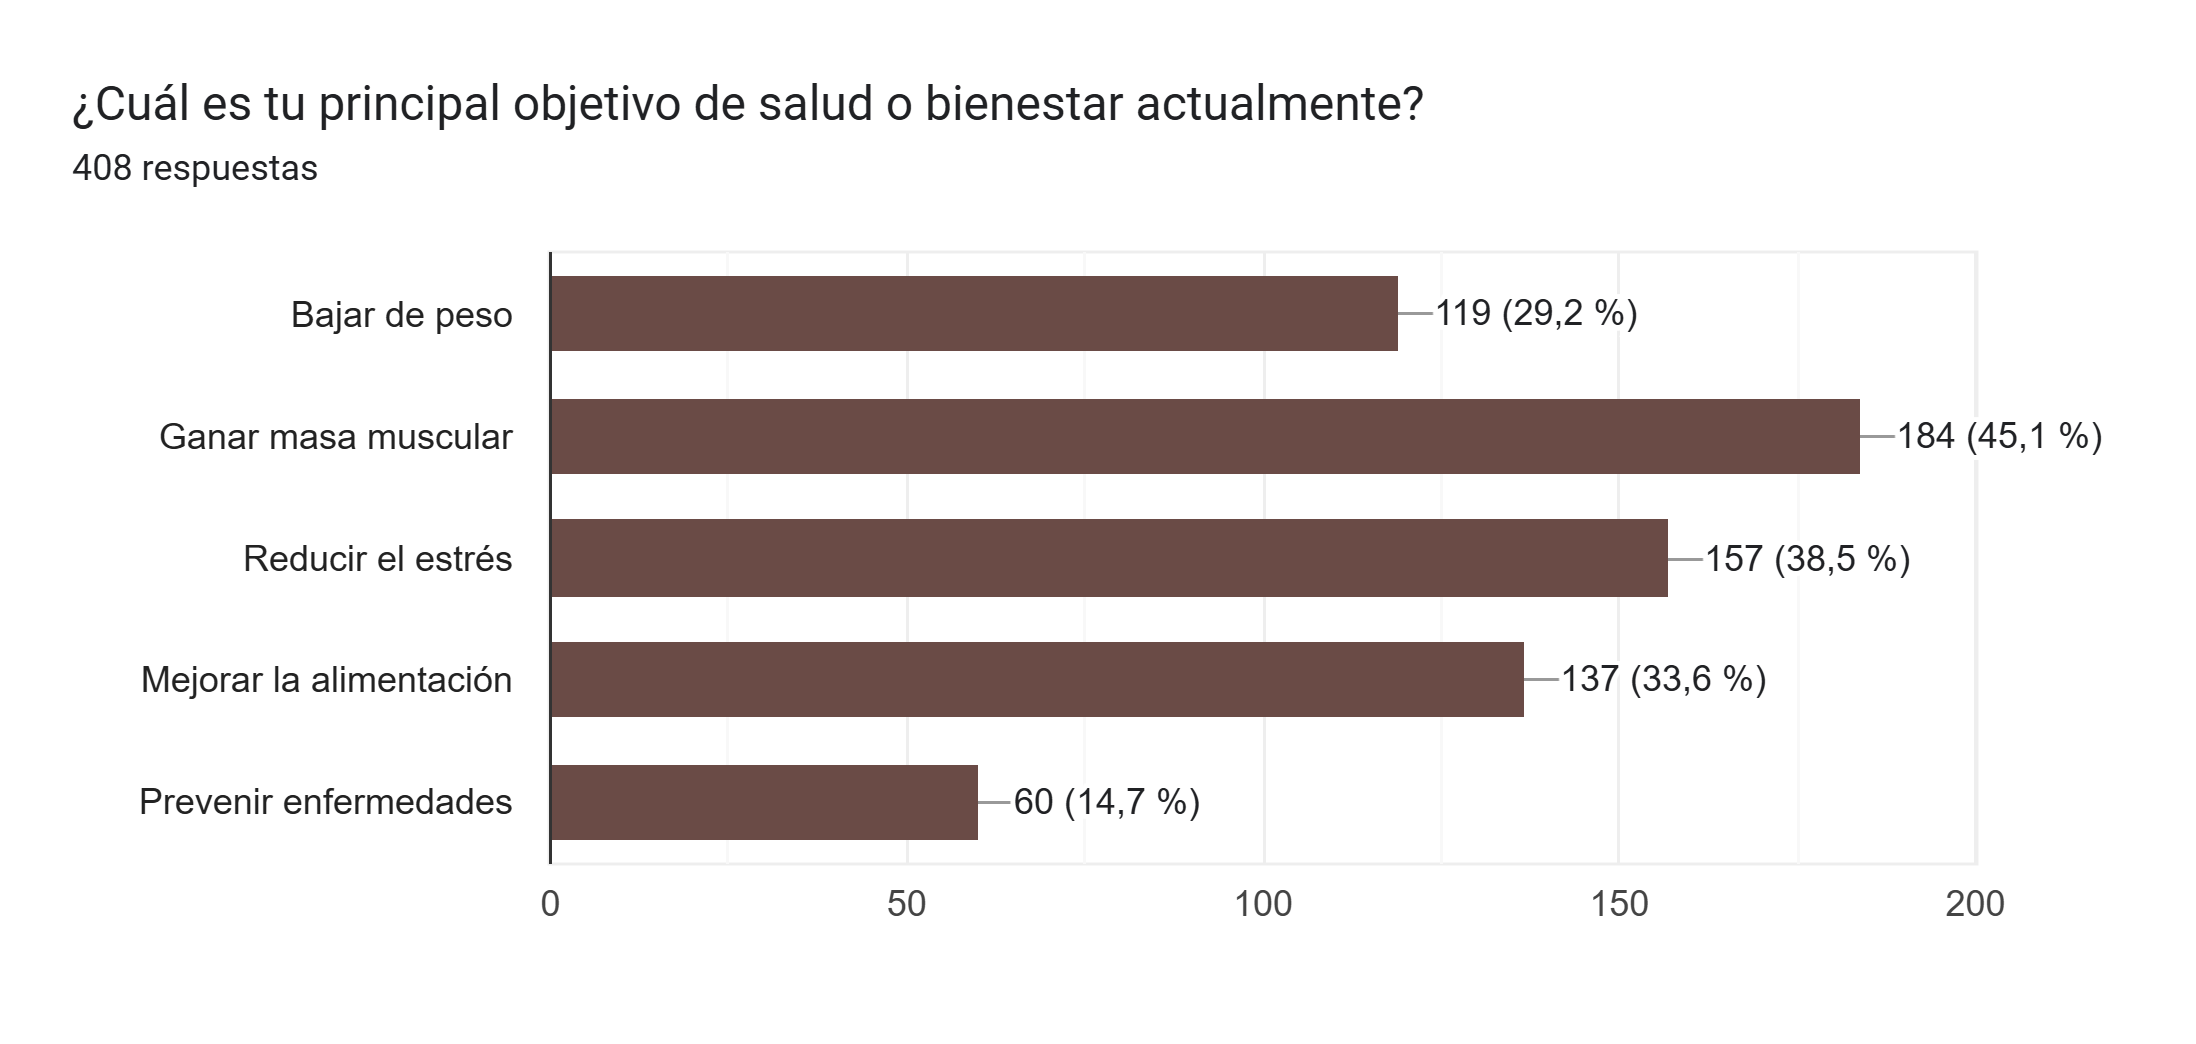 ¿Cuál es tu principal objetivo de salud o bienestar actualmente?
408 respuestas
Bajar de peso 119 (29,2 %)
Ganar masa muscular 184 (45,1 %)
Reducir el estrés 157 (38,5 %)
Mejorar la alimentación 137 (33,6 %)
Prevenir enfermedades 60 (14,7 %)
0 50 100 150 200